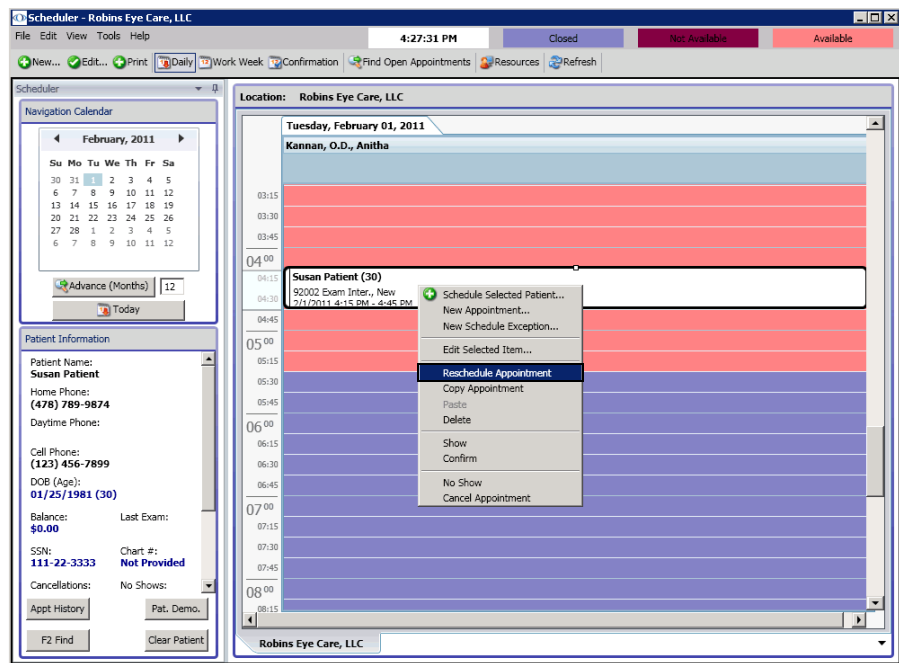 Scheduler - Robins Eye Care, LLC
File Edit View Tools Help
4:27:31 PM
Closed
Not Available
Available
New... Edit... Print Daily Work Week Confirmation Find Open Appointments Resources Refresh
Scheduler
Navigation Calendar
February, 2011
Su Mo Tu We Th Fr Sa
30 31 1 2 3 4 5
6 7 8 9 10 11 12
13 14 15 16 17 18 19
20 21 22 23 24 25 26
27 28 1 2 3 4 5
6 7 8 9 10 11 12
Advance (Months) 12
Today
Patient Information
Patient Name:
Susan Patient
Home Phone:
(478) 789-9874
Daytime Phone:
Cell Phone:
(123) 456-7899
DOB (Age):
01/25/1981 (30)
Balance: Last Exam:
$0.00
SSN: Chart #:
111-22-3333 Not Provided
Cancellations: No Shows:
Appt History Pat. Demo.
F2 Find Clear Patient
Location: Robins Eye Care, LLC
Tuesday, February 01, 2011
Kannan, O.D., Anitha
03:15
03:30
03:45
04 00
04:15
04:30
04:45
05 00
05:15
05:30
05:45
06 00
06:15
06:30
06:45
07 00
07:15
07:30
07:45
08 00
08:15
Susan Patient (30)
92002 Exam Inter., New
2/1/2011 4:15 PM - 4:45 PM
Schedule Selected Patient...
New Appointment...
New Schedule Exception...
Edit Selected Item...
Reschedule Appointment
Copy Appointment
Paste
Delete
Show
Confirm
No Show
Cancel Appointment
Robins Eye Care, LLC